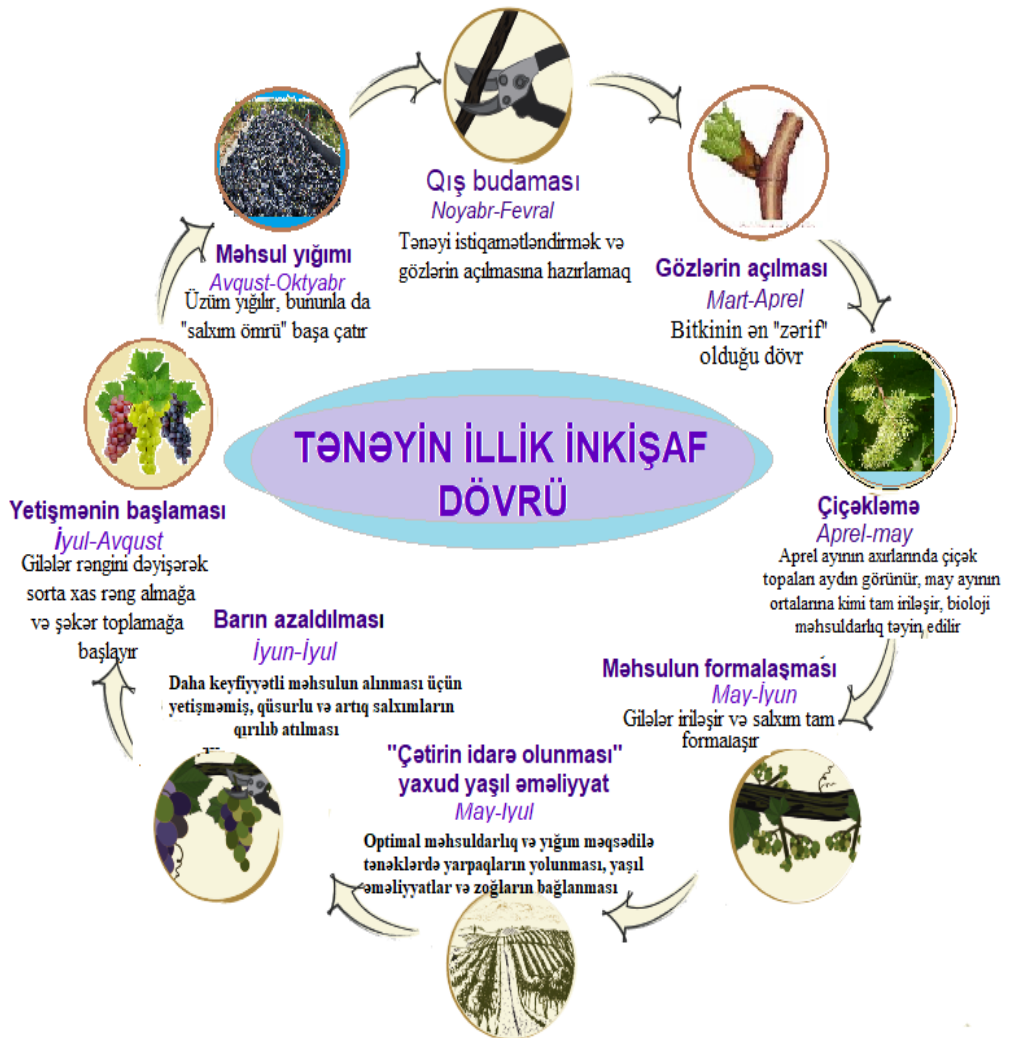 Qış budaması
Noyabr-Fevral
Tənəyi istiqamətləndirmək və
gözlərin açılmasına hazırlamaq
Gözlərin açılması
Mart-Aprel
Bitkinin ən "zərif"
olduğu dövr
Çiçəkləmə
Aprel-may
Aprel ayının axırlarında çiçək
topaları aydın görünür, may ayının
ortalarına kimi tam iriləşir, bioloji
məhsuldarlıq təyin edilir
Məhsulun formalaşması
May-İyun
Gilələr iriləşir və salxım tam
formalaşır
"Çətirin idarə olunması"
yaxud yaşıl əməliyyat
May-Iyul
Optimal məhsuldarlıq və yığım məqsədilə
tənəklərdə yarpaqların yolunması, yaşıl
əməliyyatlar və zoğların bağlanması
Barın azaldılması
İyun-İyul
Daha keyfiyyətli məhsulun alınması üçün
yetişməmiş, qüsurlu və artıq salxımların
qırılıb atılması
Yetişmənin başlaması
İyul-Avqust
Gilələr rəngini dəyişərək
sorta xas rəng almağa
və şəkər toplamağa
başlayır
Məhsul yığımı
Avqust-Oktyabr
Üzüm yığılır, bununla da
"salxım ömrü" başa çatır
TƏNƏYİN İLLİK İNKİŞAF
DÖVRÜ